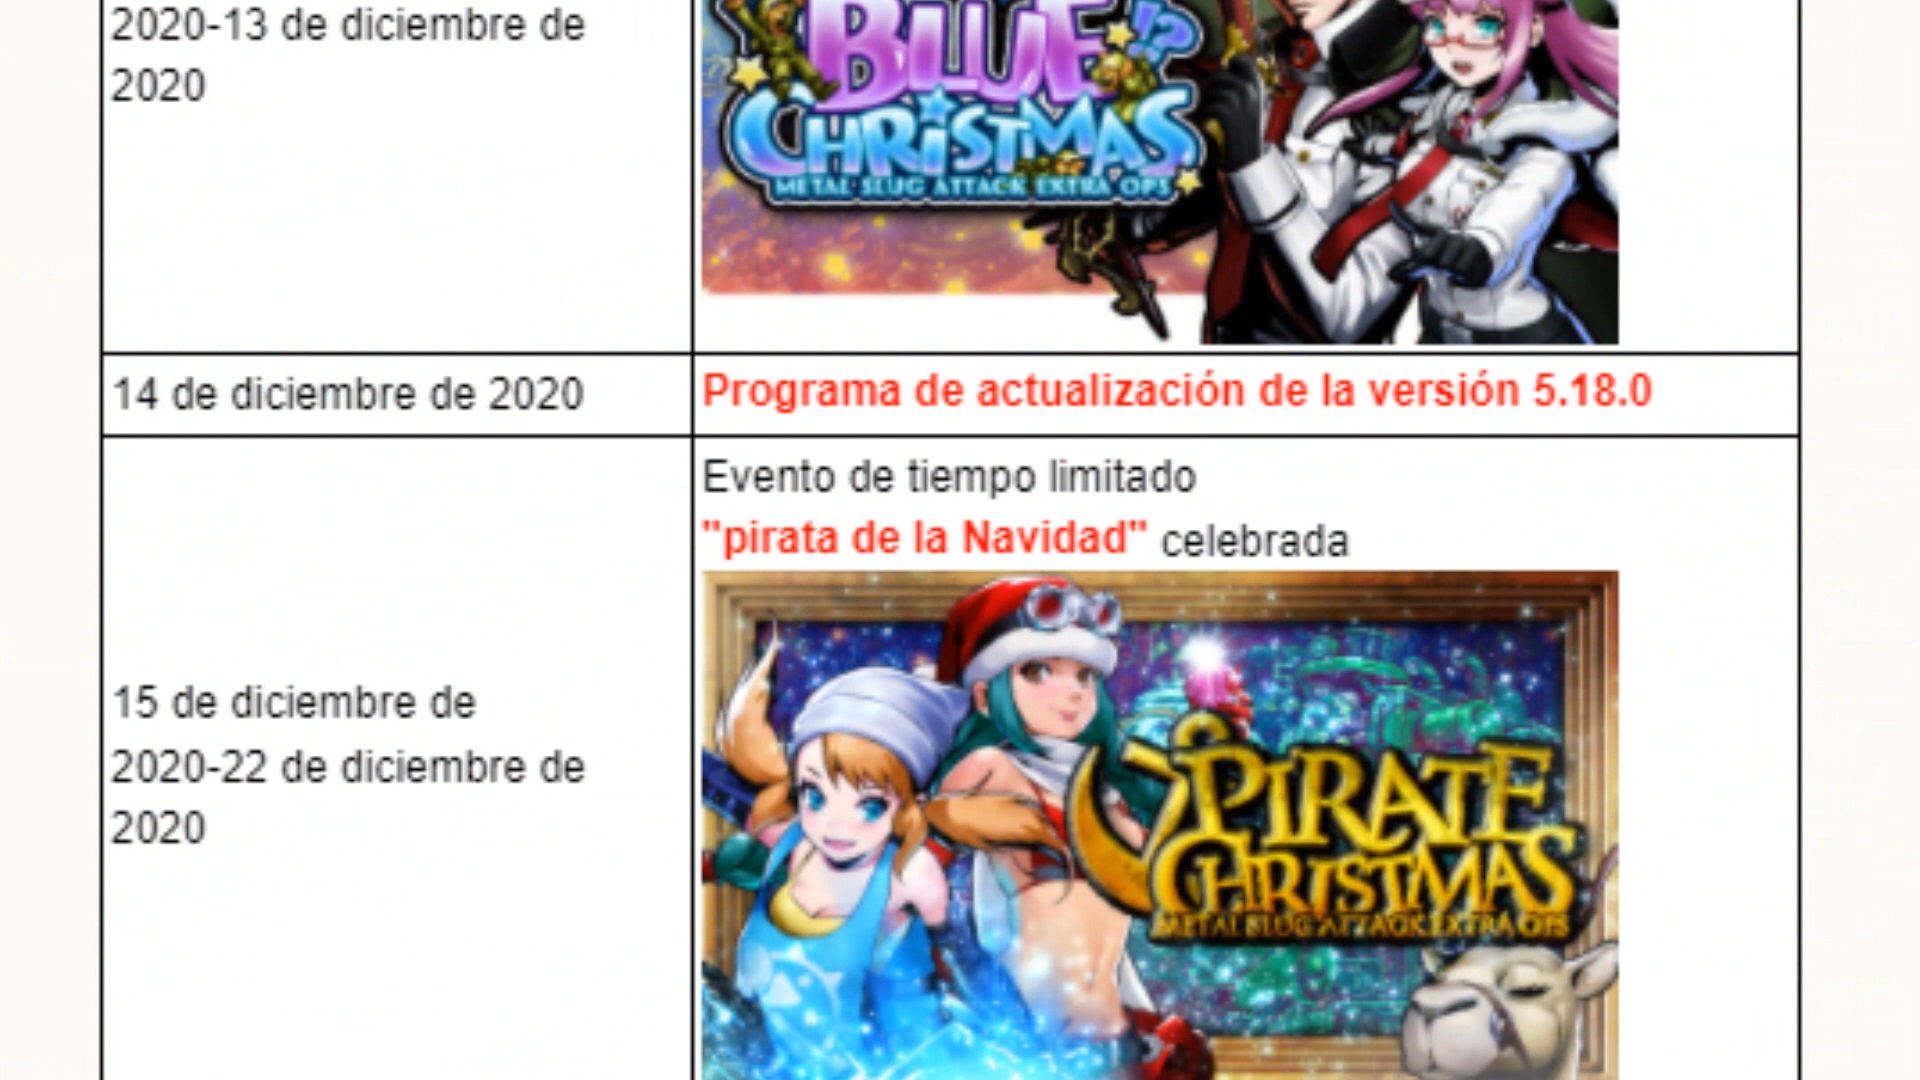 2020-13 de diciembre de
2020
BLUE!?
CHRISTMAS
METAL SLUG ATTACK EXTRA OPS
14 de diciembre de 2020
Programa de actualización de la versión 5.18.0
Evento de tiempo limitado
"pirata de la Navidad" celebrada
15 de diciembre de
2020-22 de diciembre de
2020
PIRATE
CHRISTMAS
METAL SLUG ATTACK EXTRA OPS